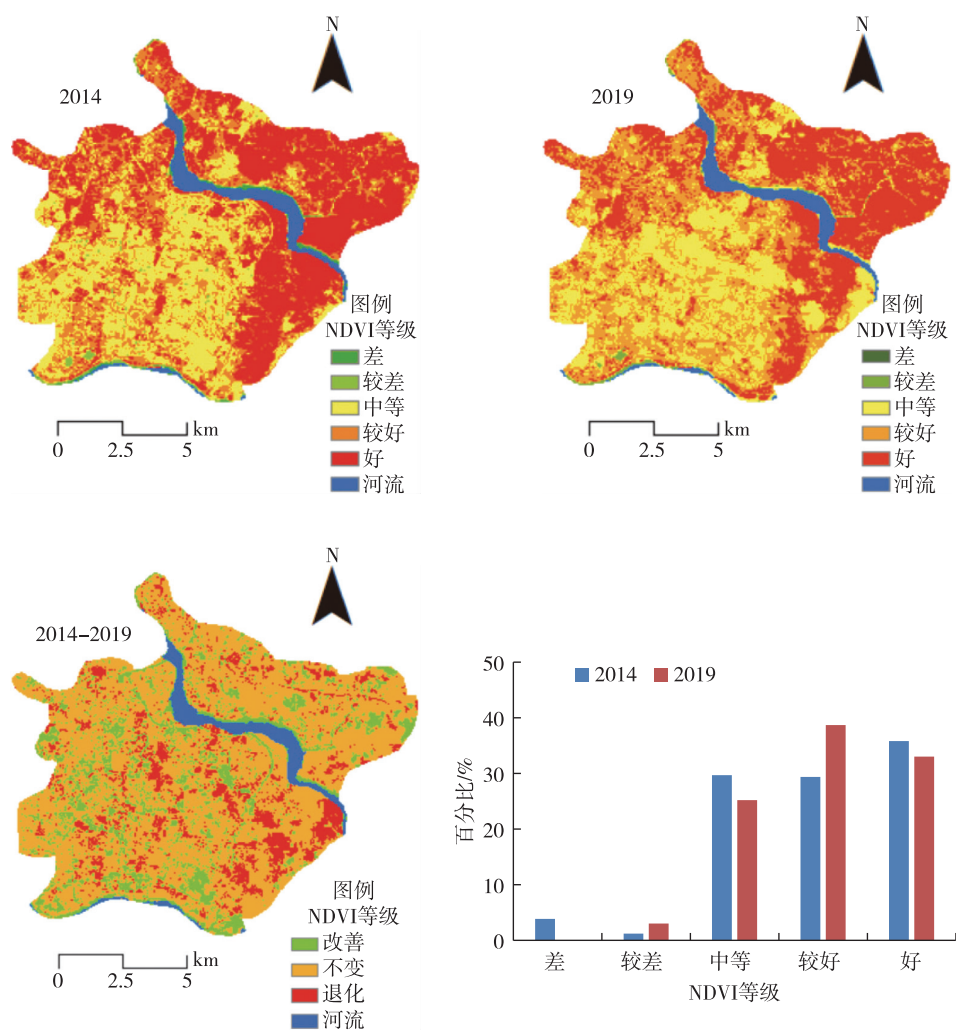 N
2014
图例
NDVI等级
差
较差
中等
较好
好
河流
km
0 2.5 5
N
2019
图例
NDVI等级
差
较差
中等
较好
好
河流
km
0 2.5 5
N
2014-2019
图例
NDVI等级
改善
不变
退化
河流
km
0 2.5 5
2014 2019
百分比/%
50
40
30
20
10
0
差 较差 中等 较好 好
NDVI等级